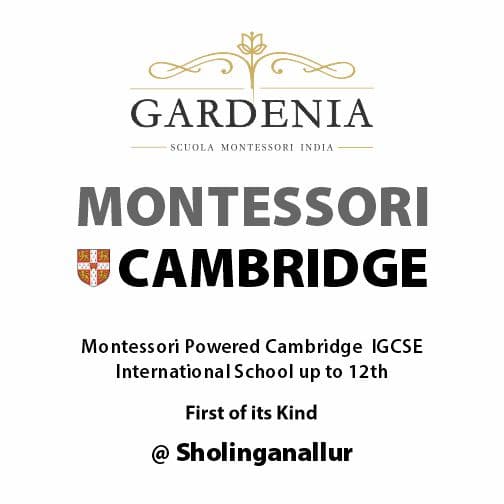 GARDENIA
SCUOLA MONTESSORI INDIA
MONTESSORI
CAMBRIDGE
Montessori Powered Cambridge IGCSE
International School up to 12th
First of its Kind
@ Sholinganallur